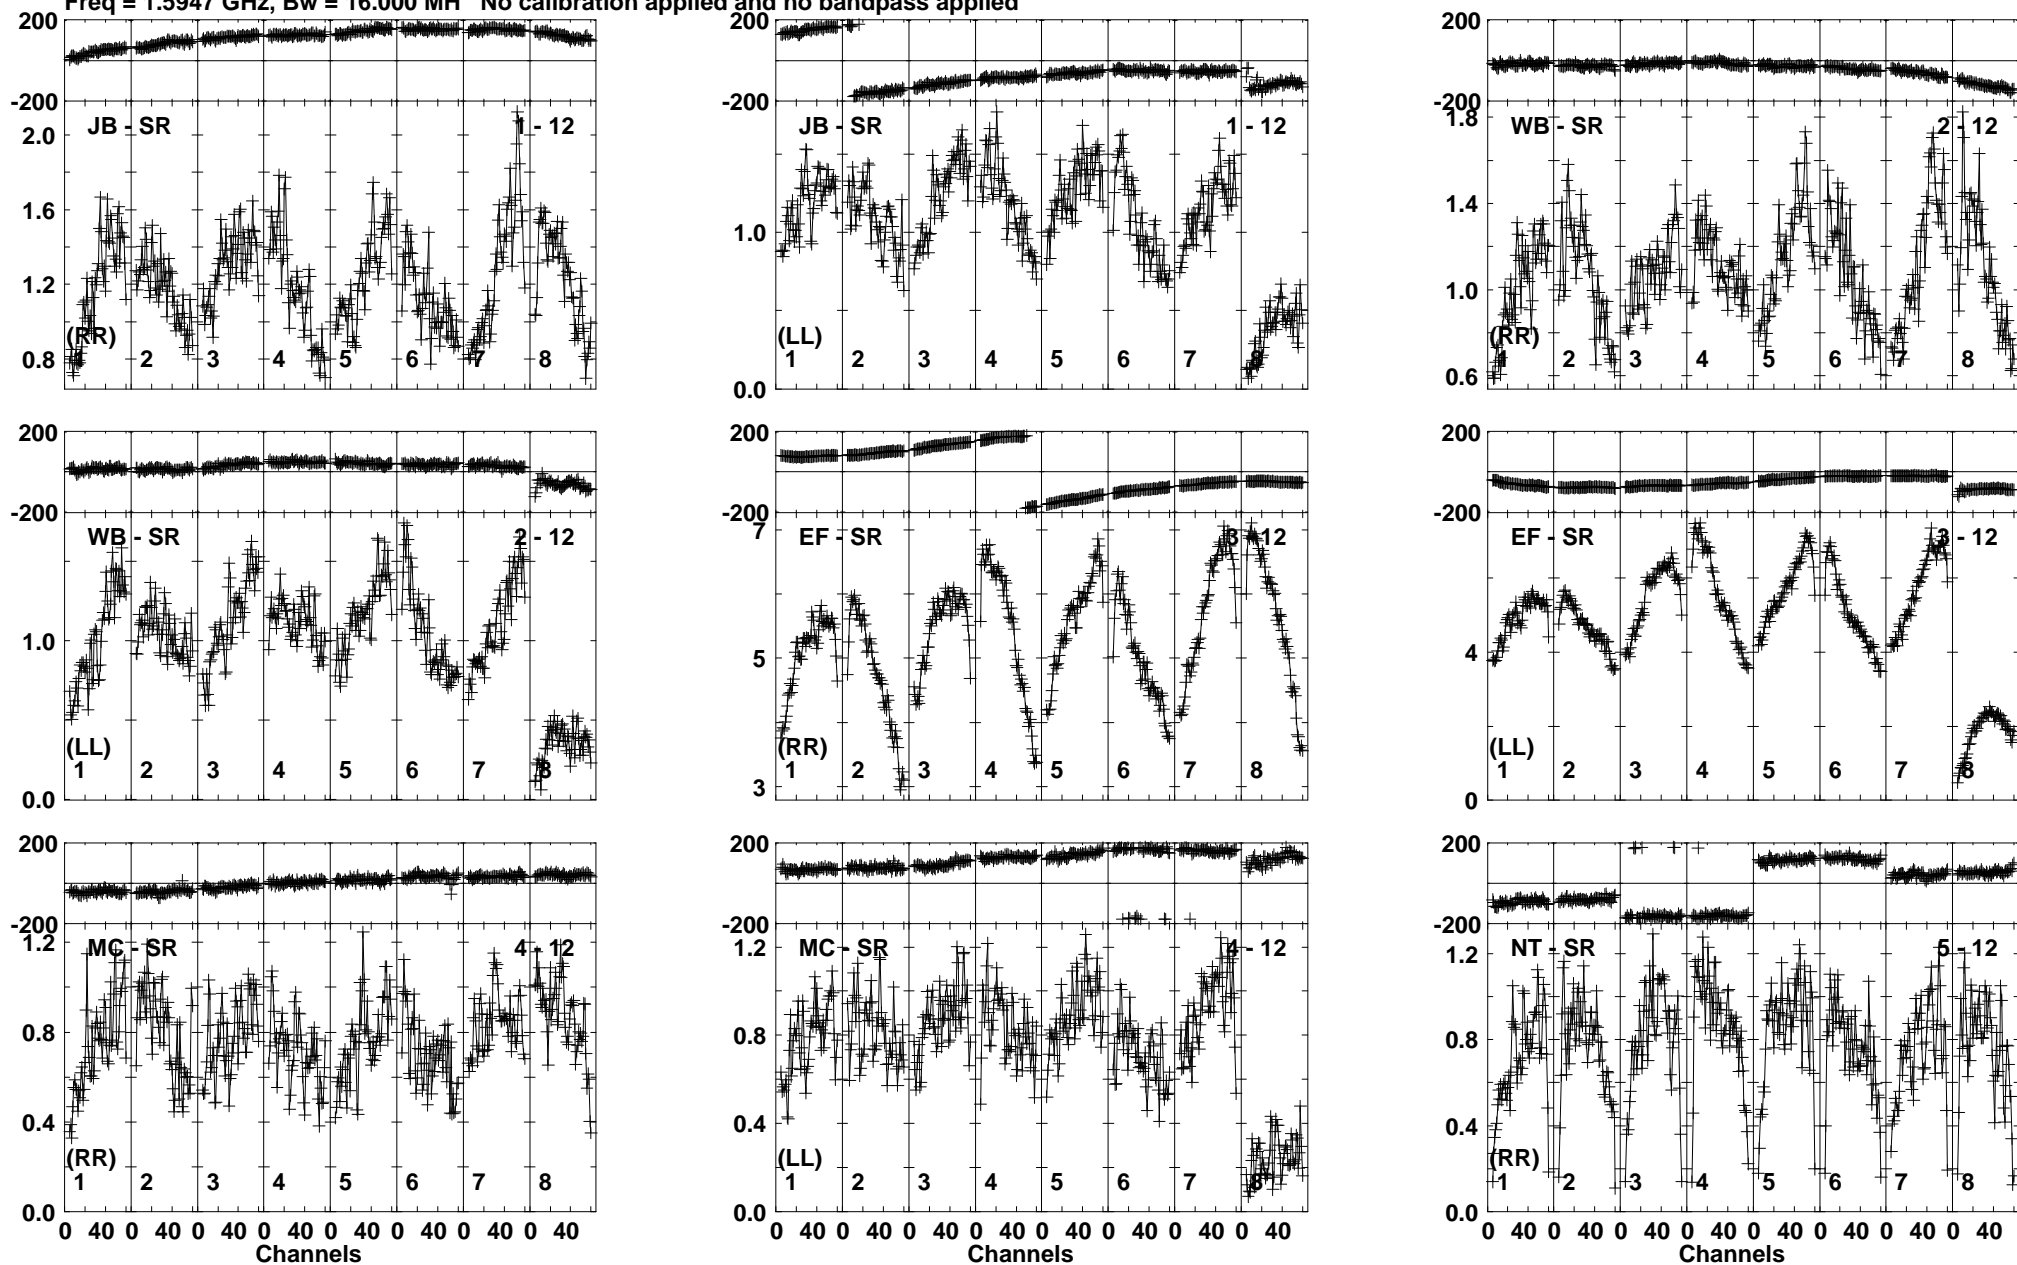 Freq = 1.5947 GHz, Bw = 16.000 MH No calibration applied and no bandpass applied
200 200 200
-200 -200 -200
JB - SR 1 - 12 JB - SR 1 - 12 WB - SR 2 - 12
2.0 1.8
1.6 1.4
1.2 1.0 1.0
0.8 0.6
0.0
(RR) (LL) (RR)
1 2 3 4 5 6 7 8 1 2 3 4 5 6 7 8 1 2 3 4 5 6 7 8
200 200 200
-200 -200 -200
WB - SR 2 - 12 EF - SR 3 - 12 EF - SR 3 - 12
7
1.0 5 4
0.0 3 0
(LL) (RR) (LL)
1 2 3 4 5 6 7 8 1 2 3 4 5 6 7 8 1 2 3 4 5 6 7 8
200 200 200
-200 -200 -200
MC - SR 4 - 12 MC - SR 4 - 12 NT - SR 5 - 12
1.2 1.2 1.2
0.8 0.8 0.8
0.4 0.4 0.4
(RR) (LL) (RR)
1 2 3 4 5 6 7 8 1 2 3 4 5 6 7 8 1 2 3 4 5 6 7 8
0.0 0.0 0.0
0 40 0 40 0 40 0 40 0 40 0 40 0 40 0 40 0 40 0 40 0 40 0 40 0 40 0 40 0 40 0 40 0 40 0 40 0 40 0 40 0 40 0 40 0 40 0 40
Channels Channels Channels